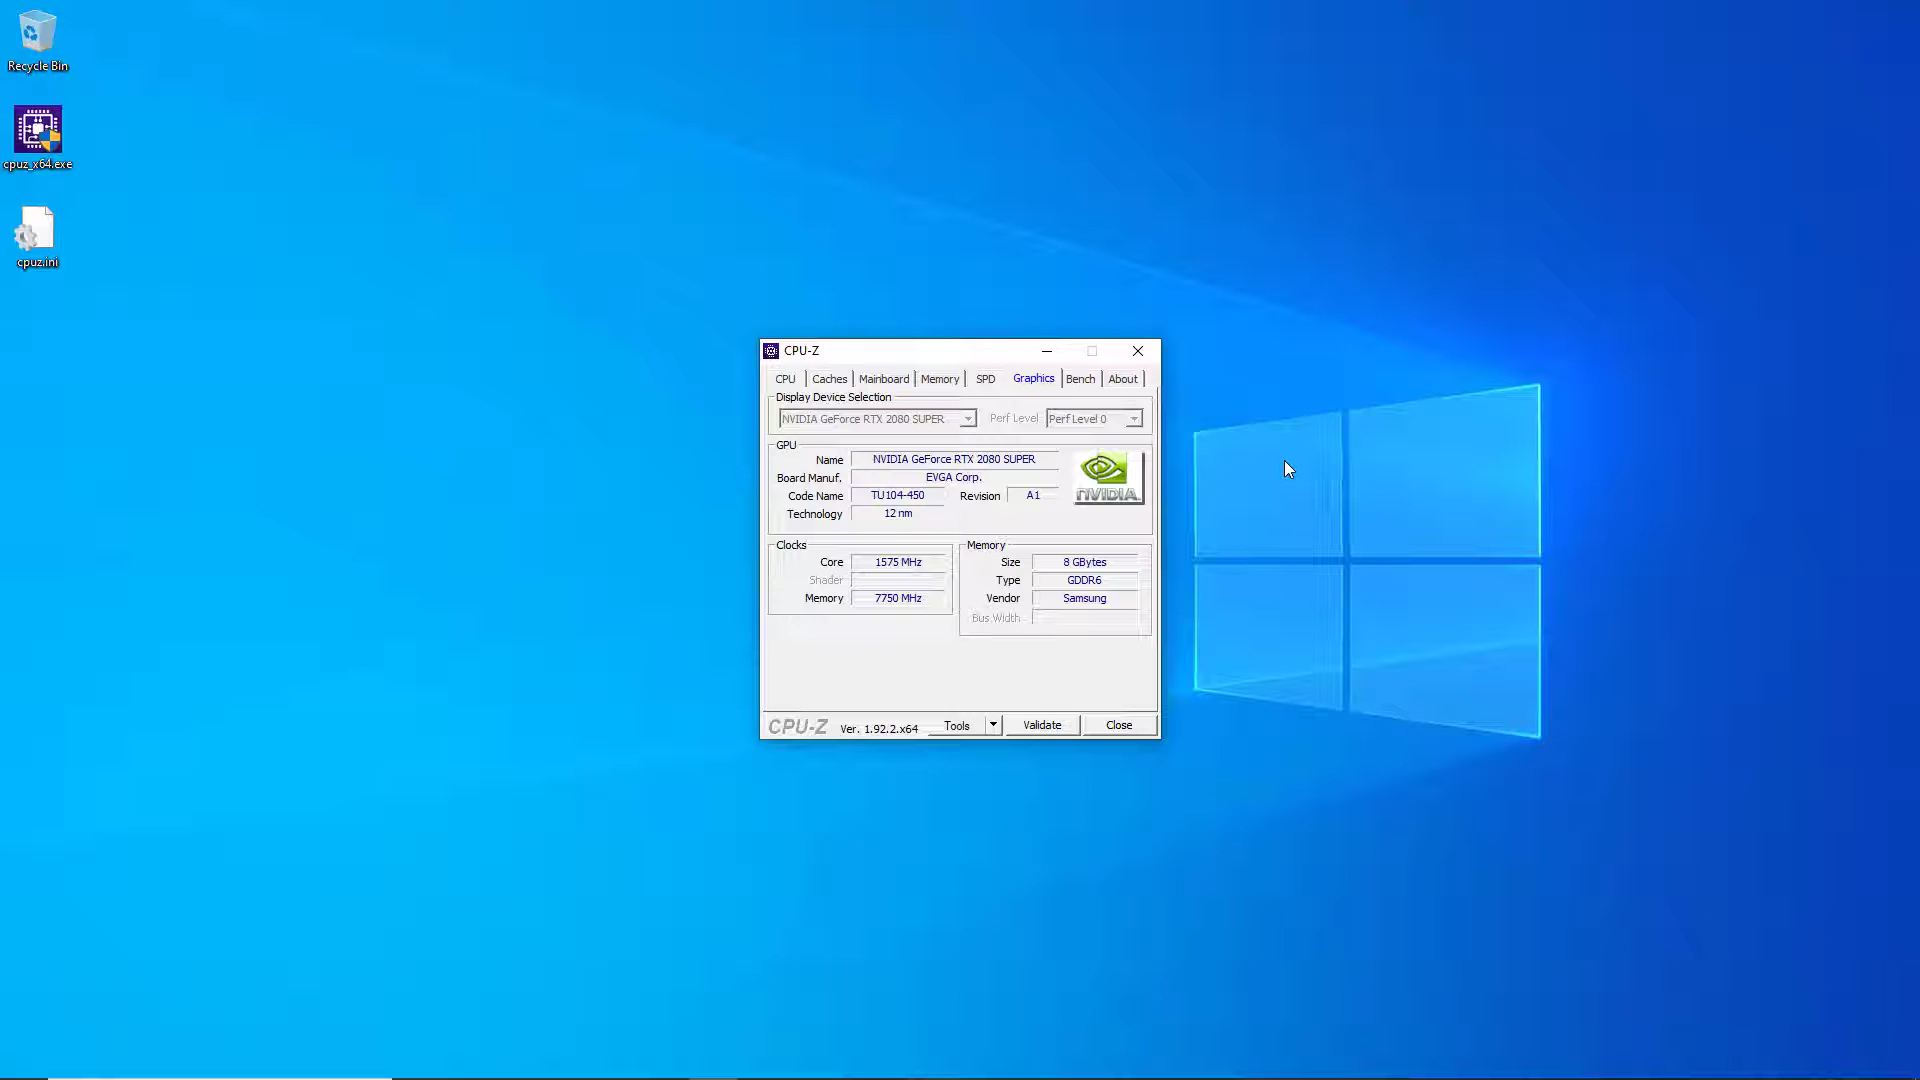 Recycle Bin
cpuz_x64.exe
cpuz.ini
CPU-Z
CPU Caches Mainboard Memory SPD Graphics Bench About
Display Device Selection
NVIDIA GeForce RTX 2080 SUPER Perf Level Perf Level 0
GPU
Name NVIDIA GeForce RTX 2080 SUPER
Board Manuf. EVGA Corp.
Code Name TU104-450 Revision A1
Technology 12 nm
NVIDIA.
Clocks
Core 1575 MHz
Shader
Memory 7750 MHz
Memory
Size 8 GBytes
Type GDDR6
Vendor Samsung
Bus Width
CPU-Z Ver. 1.92.2.x64 Tools Validate Close